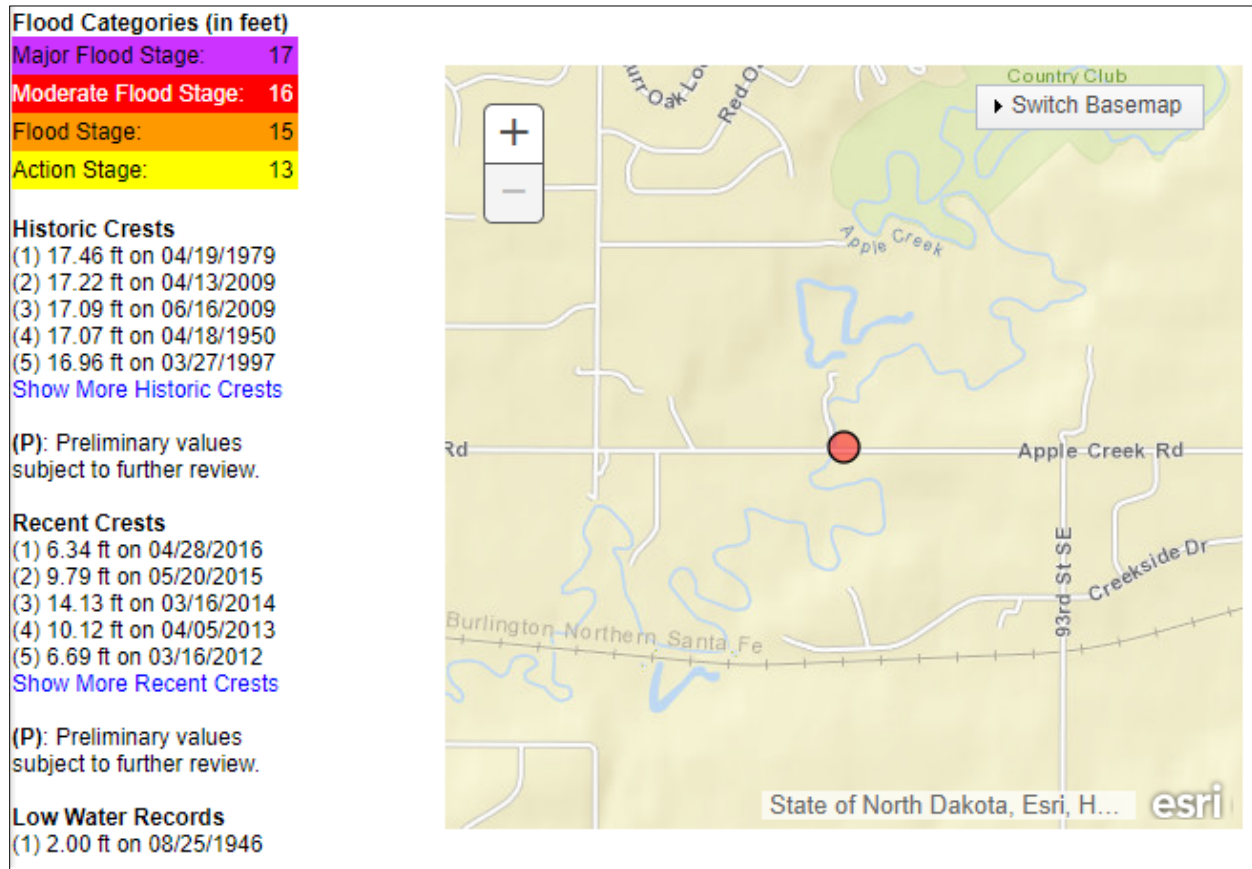 Flood Categories (in feet)
Major Flood Stage: 17
Moderate Flood Stage: 16
Flood Stage: 15
Action Stage: 13
Historic Crests
(1) 17.46 ft on 04/19/1979
(2) 17.22 ft on 04/13/2009
(3) 17.09 ft on 06/16/2009
(4) 17.07 ft on 04/18/1950
(5) 16.96 ft on 03/27/1997
Show More Historic Crests
(P): Preliminary values
subject to further review.
Recent Crests
(1) 6.34 ft on 04/28/2016
(2) 9.79 ft on 05/20/2015
(3) 14.13 ft on 03/16/2014
(4) 10.12 ft on 04/05/2013
(5) 6.69 ft on 03/16/2012
Show More Recent Crests
(P): Preliminary values
subject to further review.
Low Water Records
(1) 2.00 ft on 08/25/1946
+
−
Oak
Red
Country Club
Switch Basemap
Apple Creek
Rd
Apple Creek Rd
93rd St SE
Creekside Dr
Burlington Northern Santa Fe
State of North Dakota, Esri, H...
esri